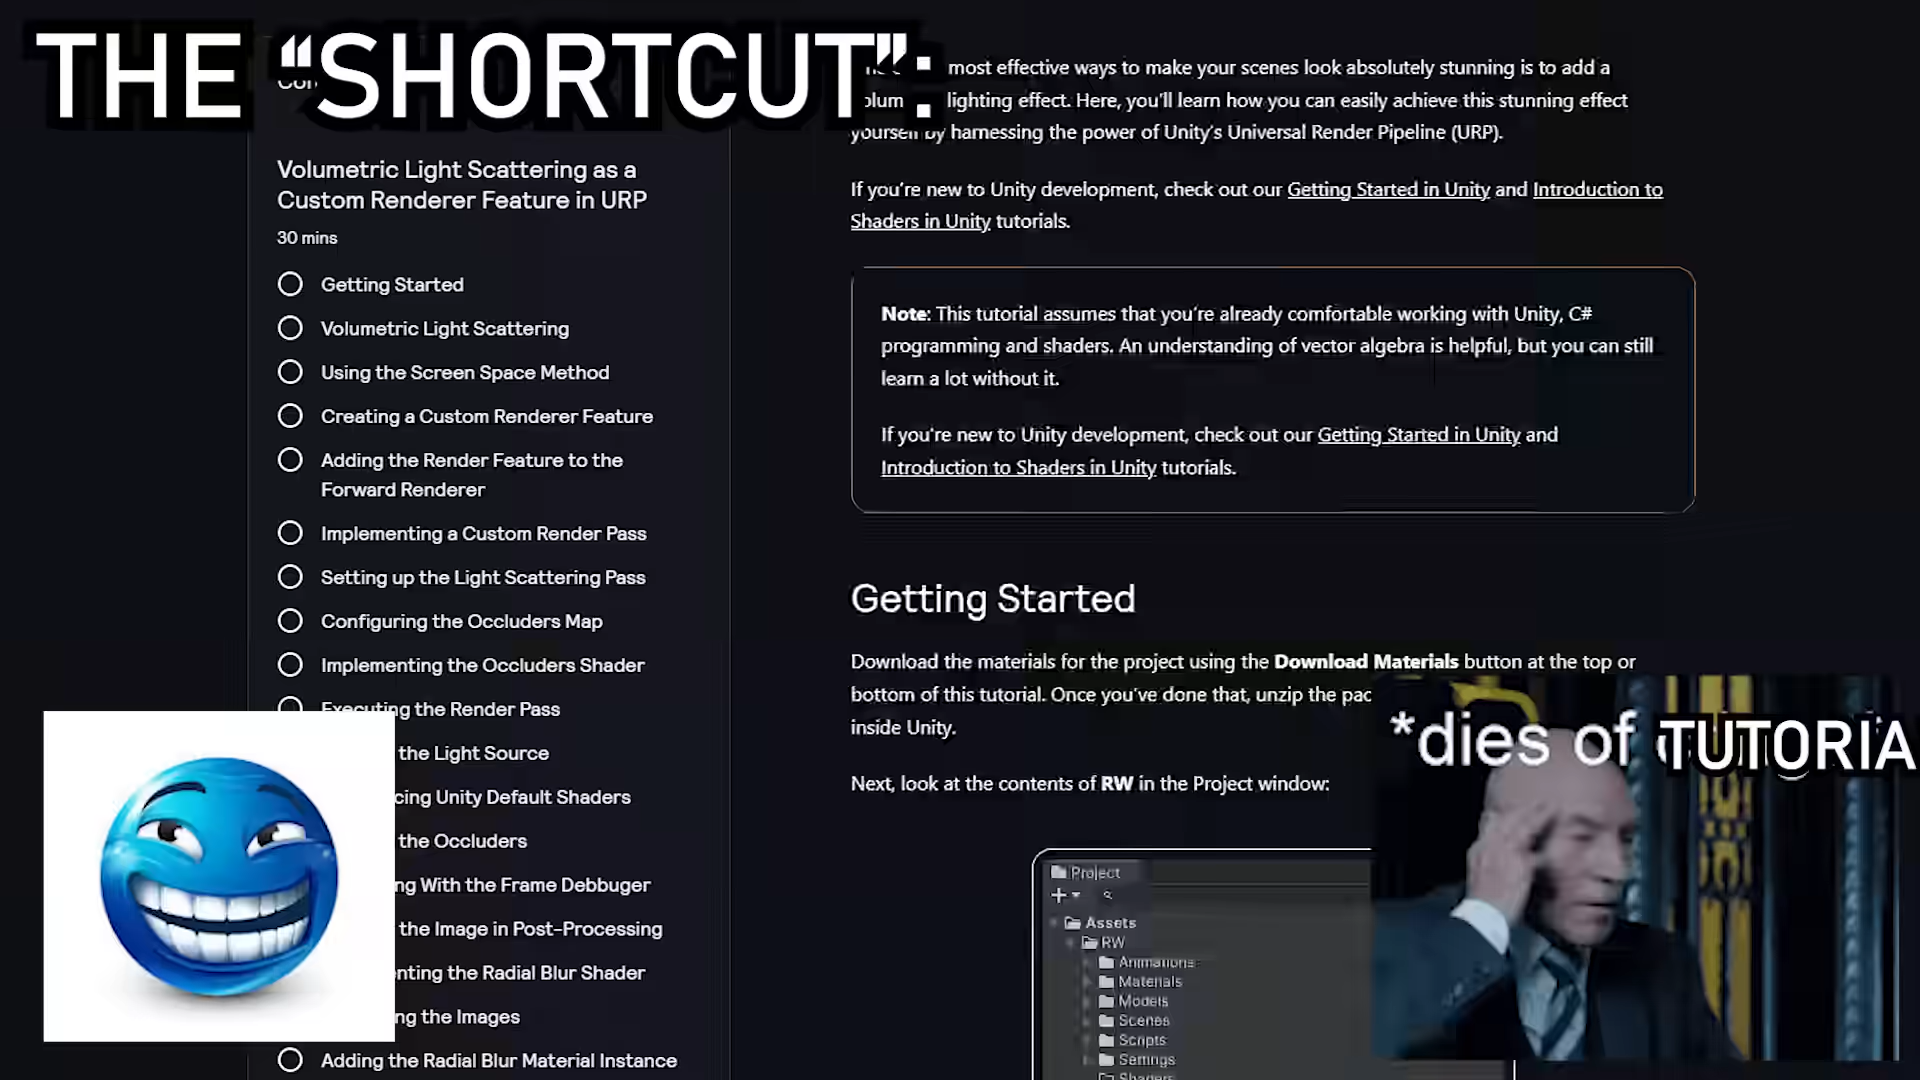 THE “SHORTCUT”:
Volumetric Light Scattering as a
Custom Renderer Feature in URP
30 mins
Getting Started
Volumetric Light Scattering
Using the Screen Space Method
Creating a Custom Renderer Feature
Adding the Render Feature to the
Forward Renderer
Implementing a Custom Render Pass
Setting up the Light Scattering Pass
Configuring the Occluders Map
Implementing the Occluders Shader
Executing the Render Pass
the Light Source
Unity Default Shaders
the Occluders
With the Frame Debbuger
the Image in Post-Processing
the Radial Blur Shader
the Images
Adding the Radial Blur Material Instance
most effective ways to make your scenes look absolutely stunning is to add a
lighting effect. Here, you’ll learn how you can easily achieve this stunning effect
yourself by harnessing the power of Unity’s Universal Render Pipeline (URP).
If you’re new to Unity development, check out our Getting Started in Unity and Introduction to
Shaders in Unity tutorials.
Note: This tutorial assumes that you’re already comfortable working with Unity, C#
programming and shaders. An understanding of vector algebra is helpful, but you can still
learn a lot without it.
If you're new to Unity development, check out our Getting Started in Unity and
Introduction to Shaders in Unity tutorials.
Getting Started
Download the materials for the project using the Download Materials button at the top or
bottom of this tutorial. Once you’ve done that, unzip the pac
inside Unity.
Next, look at the contents of RW in the Project window:
Project
Assets
RW
Animations
Materials
Models
Scenes
Scripts
Settings
Shaders
*dies of TUTORIA